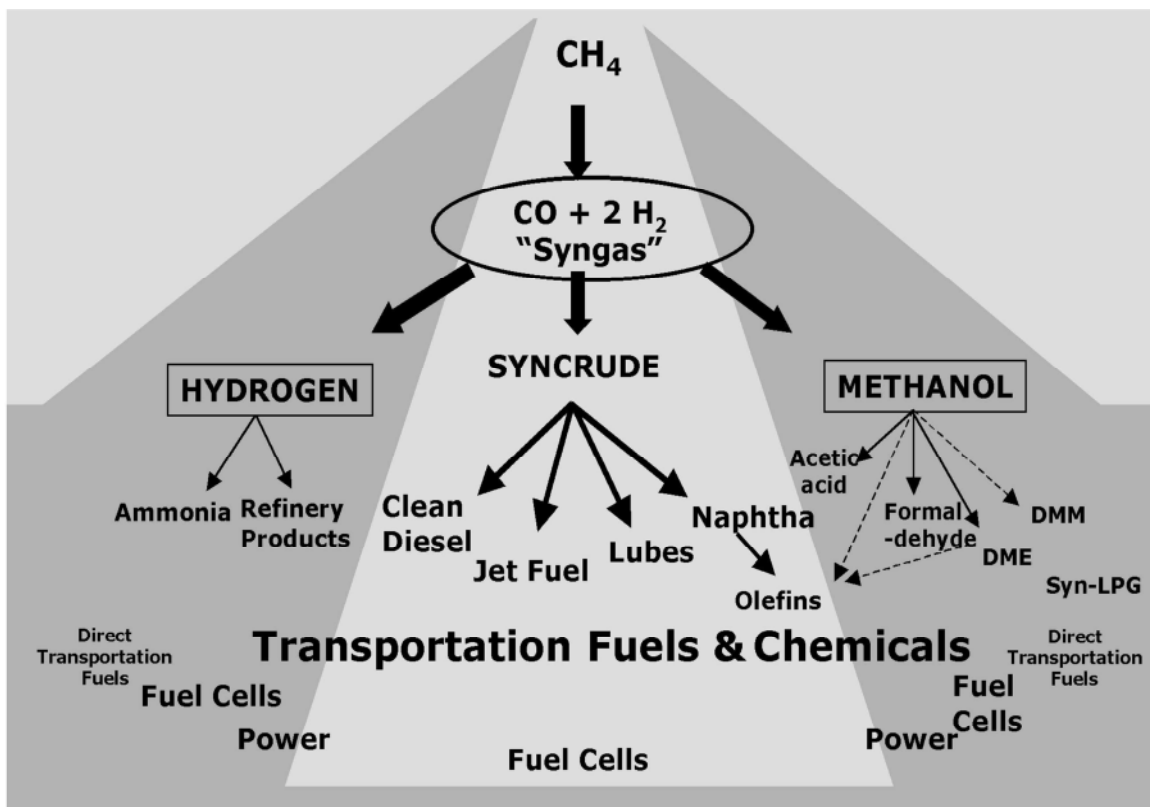 CH₄
CO + 2 H₂
“Syngas”
SYNCRUDE
HYDROGEN
METHANOL
Ammonia
Refinery
Products
Clean
Diesel
Jet Fuel
Lubes
Naphtha
Olefins
Acetic
acid
Formal
-dehyde
DME
DMM
Syn-LPG
Transportation Fuels & Chemicals
Direct
Transportation
Fuels
Fuel Cells
Power
Fuel Cells
Direct
Transportation
Fuels
Fuel
Cells
Power